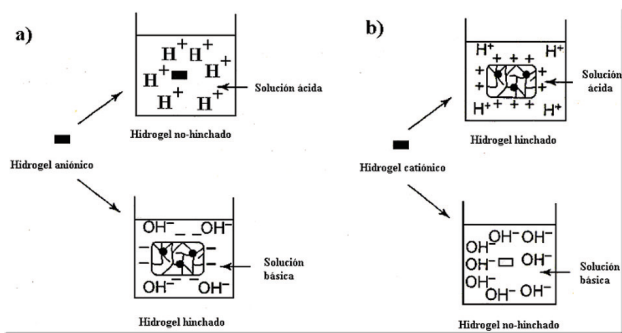 a)
H⁺ H⁺
H⁺ H⁺
H⁺ H⁺
H⁺
Solución ácida
Hidrogel no-hinchado
Hidrogel aniónico
OH⁻ − − OH⁻
− −
− −
OH⁻ − − OH⁻
Solución básica
Hidrogel hinchado
b)
H⁺ + + + + H⁺
+ +
+ +
H⁺ + + + + H⁺
Solución ácida
Hidrogel hinchado
Hidrogel catiónico
OH⁻ OH⁻
OH⁻
OH⁻ OH⁻
OH⁻ OH⁻ OH⁻
Solución básica
Hidrogel no-hinchado